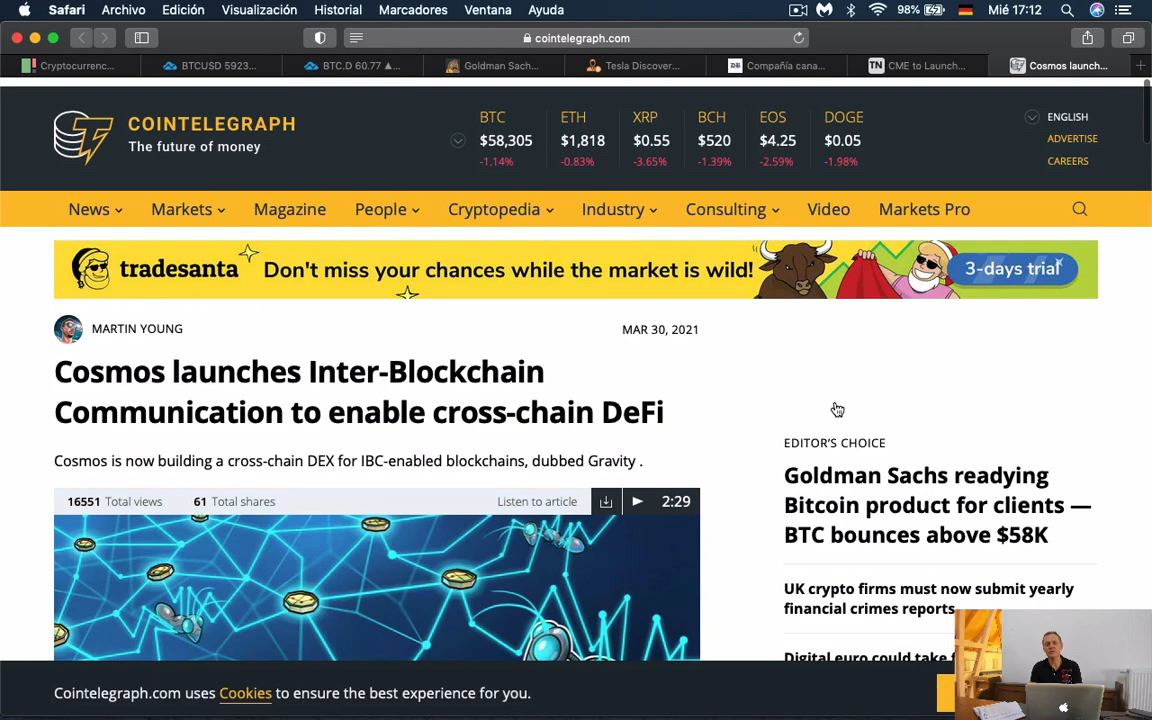 Safari Archivo Edición Visualización Historial Marcadores Ventana Ayuda 98% Mié 17:12
cointelegraph.com
Cryptocurrenc... BTCUSD 5923... BTC.D 60.77 ▲... Goldman Sach... Tesla Discover... Compañía cana... TN CME to Launch... Cosmos launch...
COINTELEGRAPH
The future of money
BTC ETH XRP BCH EOS DOGE
$58,305 $1,818 $0.55 $520 $4.25 $0.05
-1.14% -0.83% -3.65% -1.39% -2.59% -1.98%
ENGLISH
ADVERTISE
CAREERS
News Markets Magazine People Cryptopedia Industry Consulting Video Markets Pro
tradesanta Don't miss your chances while the market is wild! 3-days trial
MARTIN YOUNG MAR 30, 2021
Cosmos launches Inter-Blockchain
Communication to enable cross-chain DeFi
Cosmos is now building a cross-chain DEX for IBC-enabled blockchains, dubbed Gravity .
16551 Total views 61 Total shares Listen to article 2:29
EDITOR'S CHOICE
Goldman Sachs readying
Bitcoin product for clients —
BTC bounces above $58K
UK crypto firms must now submit yearly
financial crimes reports
Digital euro could take
Cointelegraph.com uses Cookies to ensure the best experience for you.